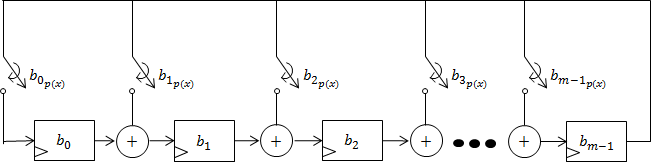 b₀ₚ₍ₓ₎ b₁ₚ₍ₓ₎ b₂ₚ₍ₓ₎ b₃ₚ₍ₓ₎ bₘ₋₁ₚ₍ₓ₎
b₀ + b₁ + b₂ + ••• + bₘ₋₁